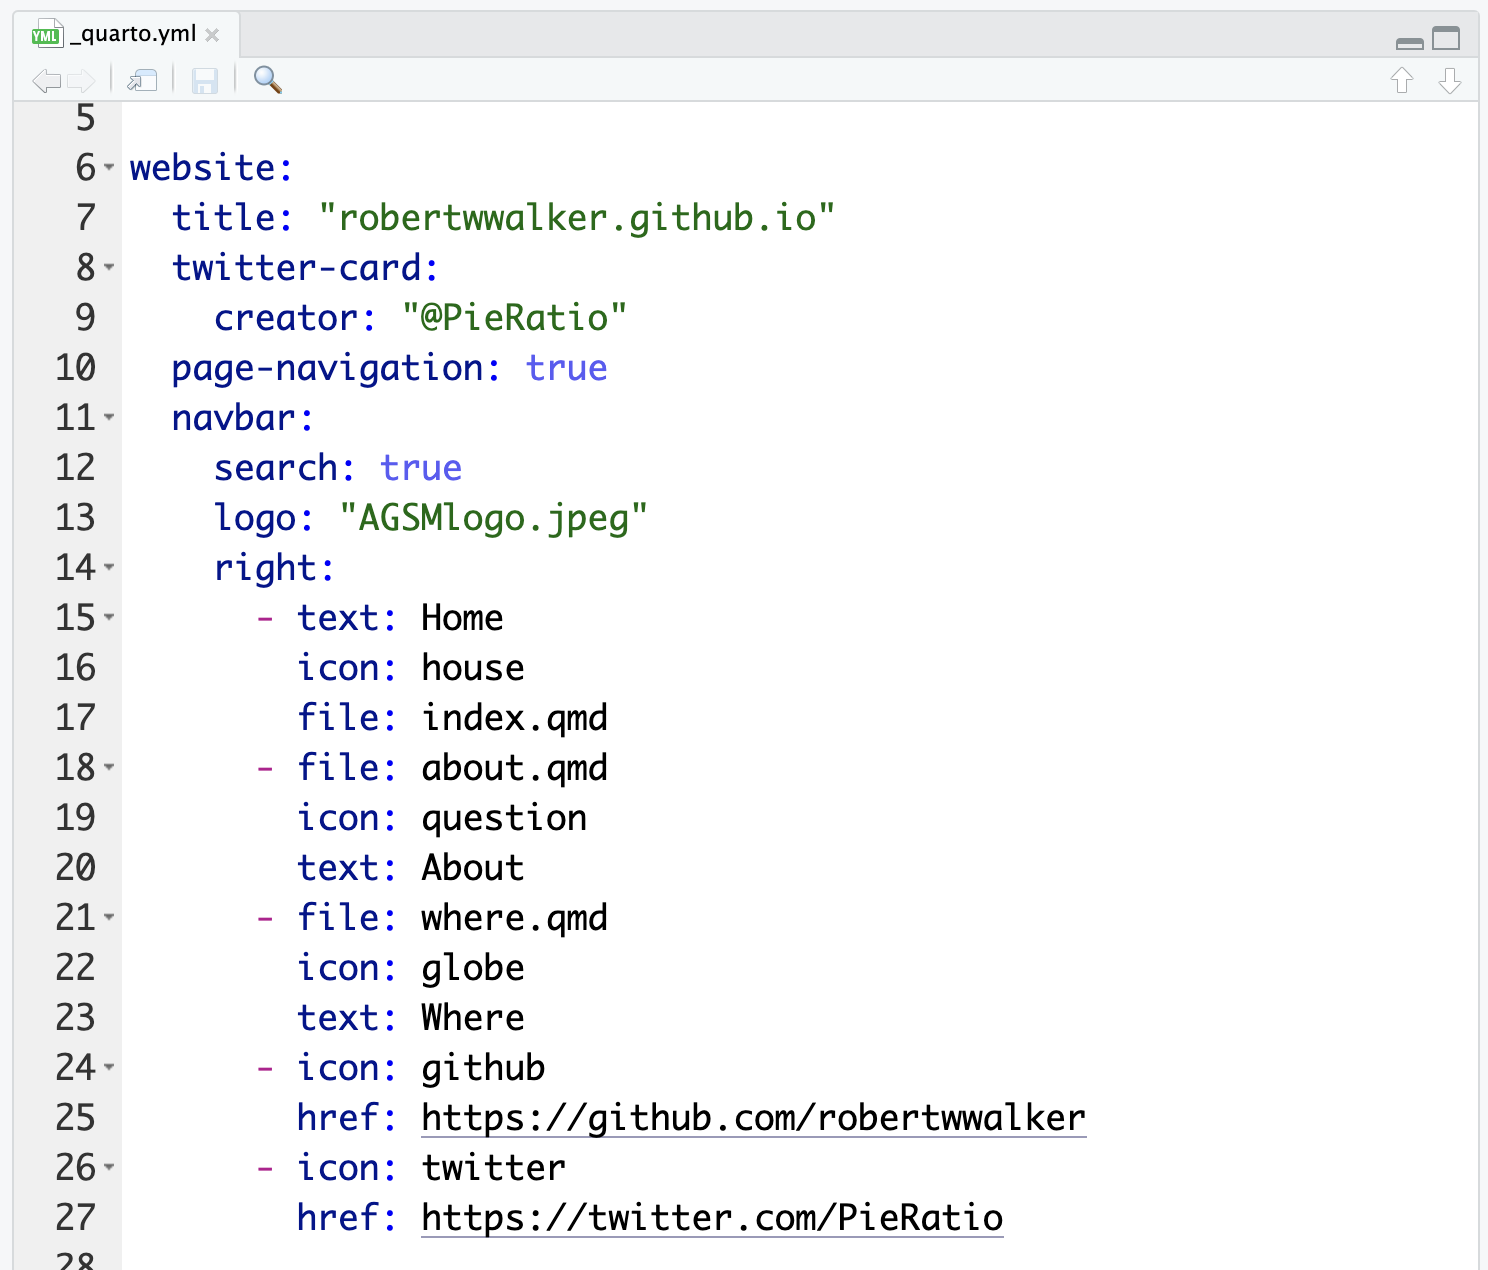 YML _quarto.yml
5
6 website:
7   title: "robertwwalker.github.io"
8   twitter-card:
9     creator: "@PieRatio"
10   page-navigation: true
11   navbar:
12     search: true
13     logo: "AGSMlogo.jpeg"
14     right:
15       - text: Home
16         icon: house
17         file: index.qmd
18       - file: about.qmd
19         icon: question
20         text: About
21       - file: where.qmd
22         icon: globe
23         text: Where
24       - icon: github
25         href: https://github.com/robertwwalker
26       - icon: twitter
27         href: https://twitter.com/PieRatio
28